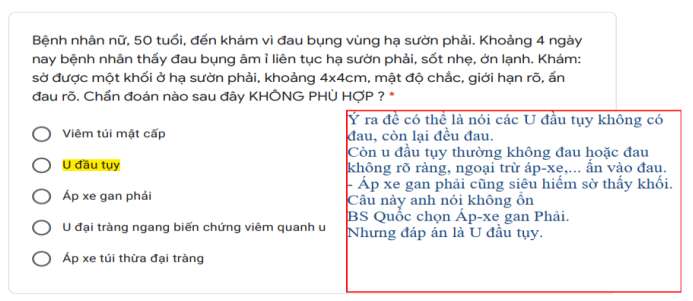 Bệnh nhân nữ, 50 tuổi, đến khám vì đau bụng vùng hạ sườn phải. Khoảng 4 ngày
nay bệnh nhân thấy đau bụng âm ỉ liên tục hạ sườn phải, sốt nhẹ, ớn lạnh. Khám:
sờ được một khối ở hạ sườn phải, khoảng 4x4cm, mật độ chắc, giới hạn rõ, ấn
đau rõ. Chẩn đoán nào sau đây KHÔNG PHÙ HỢP ? *
Viêm túi mật cấp
U đầu tụy
Áp xe gan phải
U đại tràng ngang biến chứng viêm quanh u
Áp xe túi thừa đại tràng
Ý ra đề có thể là nói các U đầu tụy không có
đau, còn lại đều đau.
Còn u đầu tụy thường không đau hoặc đau
không rõ ràng, ngoại trừ áp-xe,... ấn vào đau.
- Áp xe gan phải cũng siêu hiếm sờ thấy khối.
Câu này anh nói không ổn
BS Quốc chọn Áp-xe gan Phải.
Nhưng đáp án là U đầu tụy.